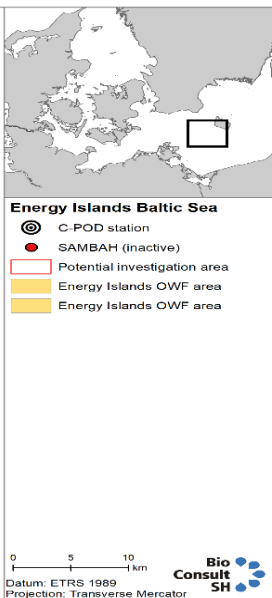 Energy Islands Baltic Sea
C-POD station
SAMBAH (inactive)
Potential investigation area
Energy Islands OWF area
Energy Islands OWF area
0 5 10
km
Bio
Consult
SH
Datum: ETRS 1989
Projection: Transverse Mercator